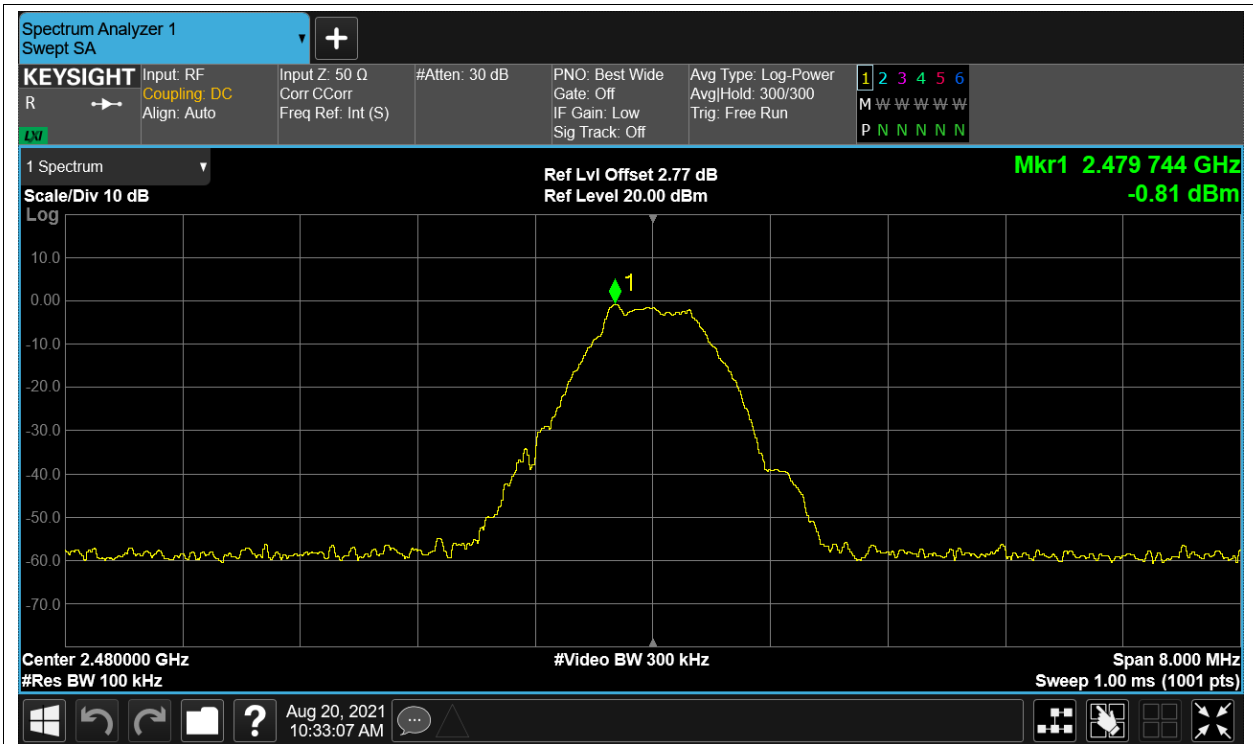 Spectrum Analyzer 1
Swept SA
KEYSIGHT
R
LXI
Input: RF
Coupling: DC
Align: Auto
Input Z: 50 Ω
Corr CCorr
Freq Ref: Int (S)
#Atten: 30 dB
PNO: Best Wide
Gate: Off
IF Gain: Low
Sig Track: Off
Avg Type: Log-Power
Avg|Hold: 300/300
Trig: Free Run
1 2 3 4 5 6
M W W W W W
P N N N N N
1 Spectrum
Scale/Div 10 dB
Ref Lvl Offset 2.77 dB
Ref Level 20.00 dBm
Mkr1 2.479 744 GHz
-0.81 dBm
Log
10.0
0.00
-10.0
-20.0
-30.0
-40.0
-50.0
-60.0
-70.0
1
Center 2.480000 GHz
#Video BW 300 kHz
Span 8.000 MHz
#Res BW 100 kHz
Sweep 1.00 ms (1001 pts)
?
Aug 20, 2021
10:33:07 AM